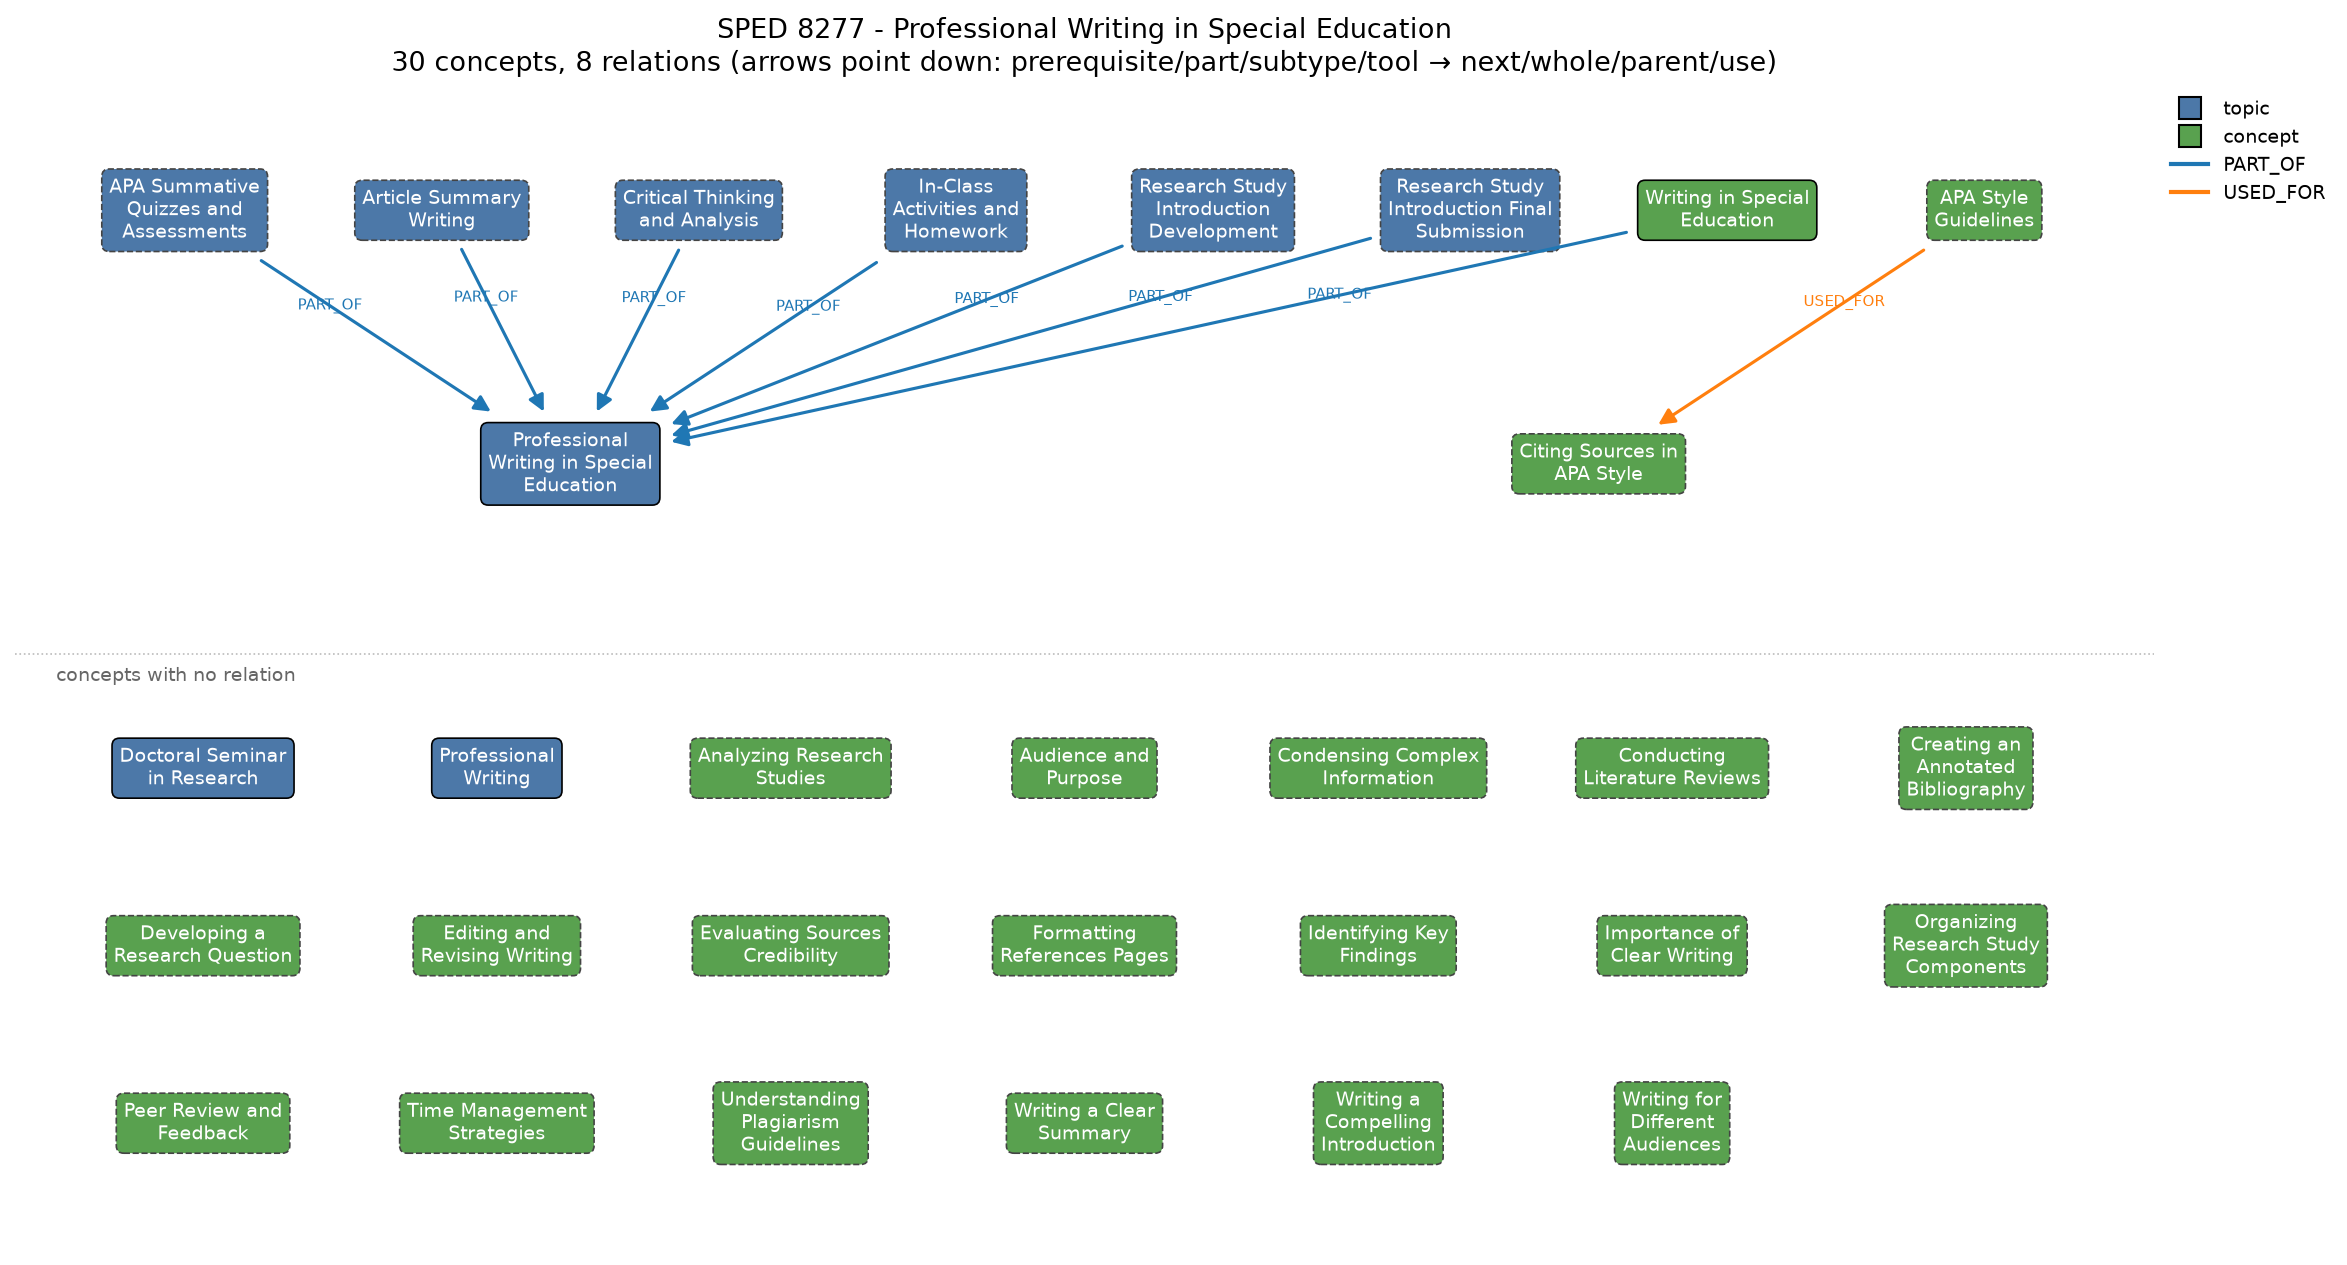 SPED 8277 - Professional Writing in Special Education
30 concepts, 8 relations (arrows point down: prerequisite/part/subtype/tool → next/whole/parent/use)
topic
concept
PART_OF
USED_FOR
APA Summative
Quizzes and
Assessments
Article Summary
Writing
Critical Thinking
and Analysis
In-Class
Activities and
Homework
Research Study
Introduction
Development
Research Study
Introduction Final
Submission
Writing in Special
Education
APA Style
Guidelines
PART_OF
PART_OF
PART_OF
PART_OF
PART_OF
PART_OF
PART_OF
USED_FOR
Professional
Writing in Special
Education
Citing Sources in
APA Style
concepts with no relation
Doctoral Seminar
in Research
Professional
Writing
Analyzing Research
Studies
Audience and
Purpose
Condensing Complex
Information
Conducting
Literature Reviews
Creating an
Annotated
Bibliography
Developing a
Research Question
Editing and
Revising Writing
Evaluating Sources
Credibility
Formatting
References Pages
Identifying Key
Findings
Importance of
Clear Writing
Organizing
Research Study
Components
Peer Review and
Feedback
Time Management
Strategies
Understanding
Plagiarism
Guidelines
Writing a Clear
Summary
Writing a
Compelling
Introduction
Writing for
Different
Audiences